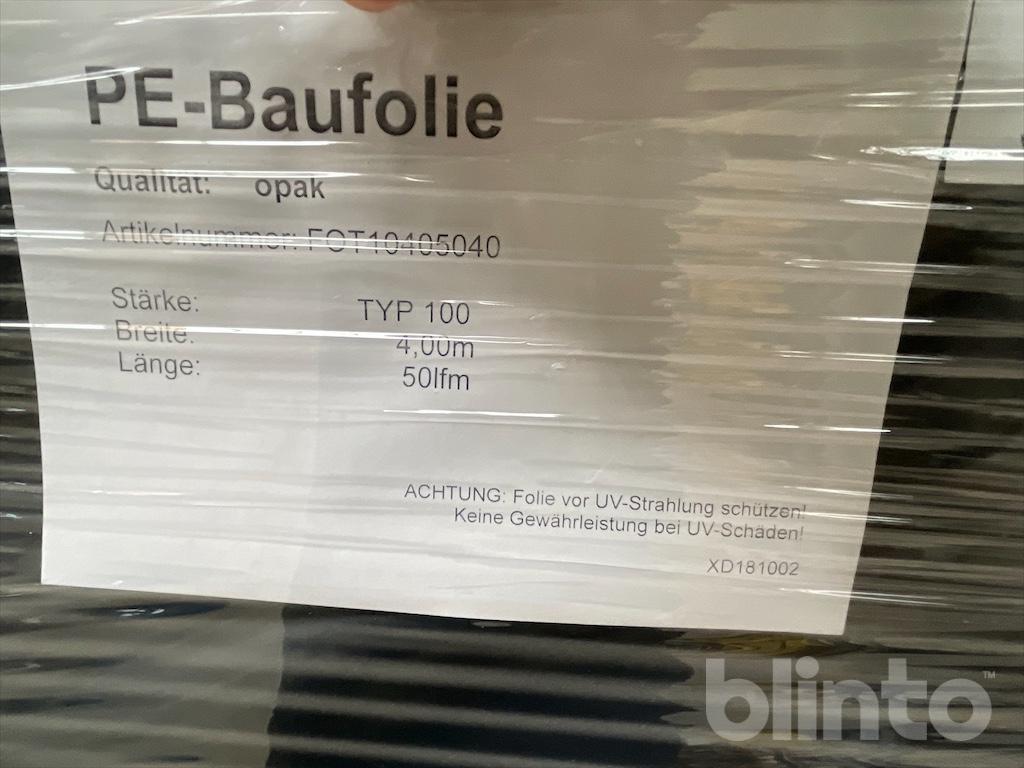 PE-Baufolie
Qualität: opak
Artikelnummer: FOT10405040
Stärke: TYP 100
Breite: 4,00m
Länge: 50lfm
ACHTUNG: Folie vor UV-Strahlung schützen!
Keine Gewährleistung bei UV-Schäden!
XD181002
blinto™